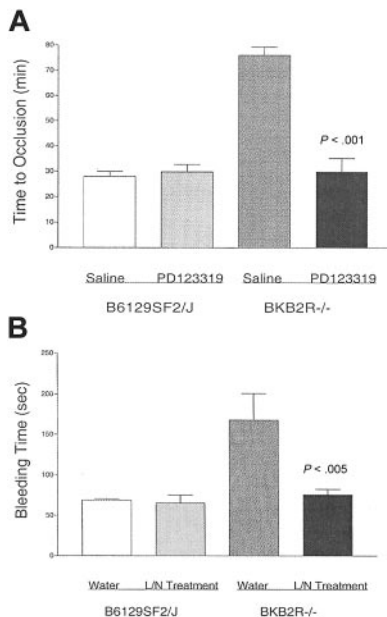 A
Time to Occlusion (min)
80
70
60
50
40
30
20
10
0
P < .001
Saline PD123319 Saline PD123319
B6129SF2/J BKB2R-/-
B
Bleeding Time (sec)
250
200
150
100
50
0
P < .005
Water L/N Treatment Water L/N Treatment
B6129SF2/J BKB2R-/-